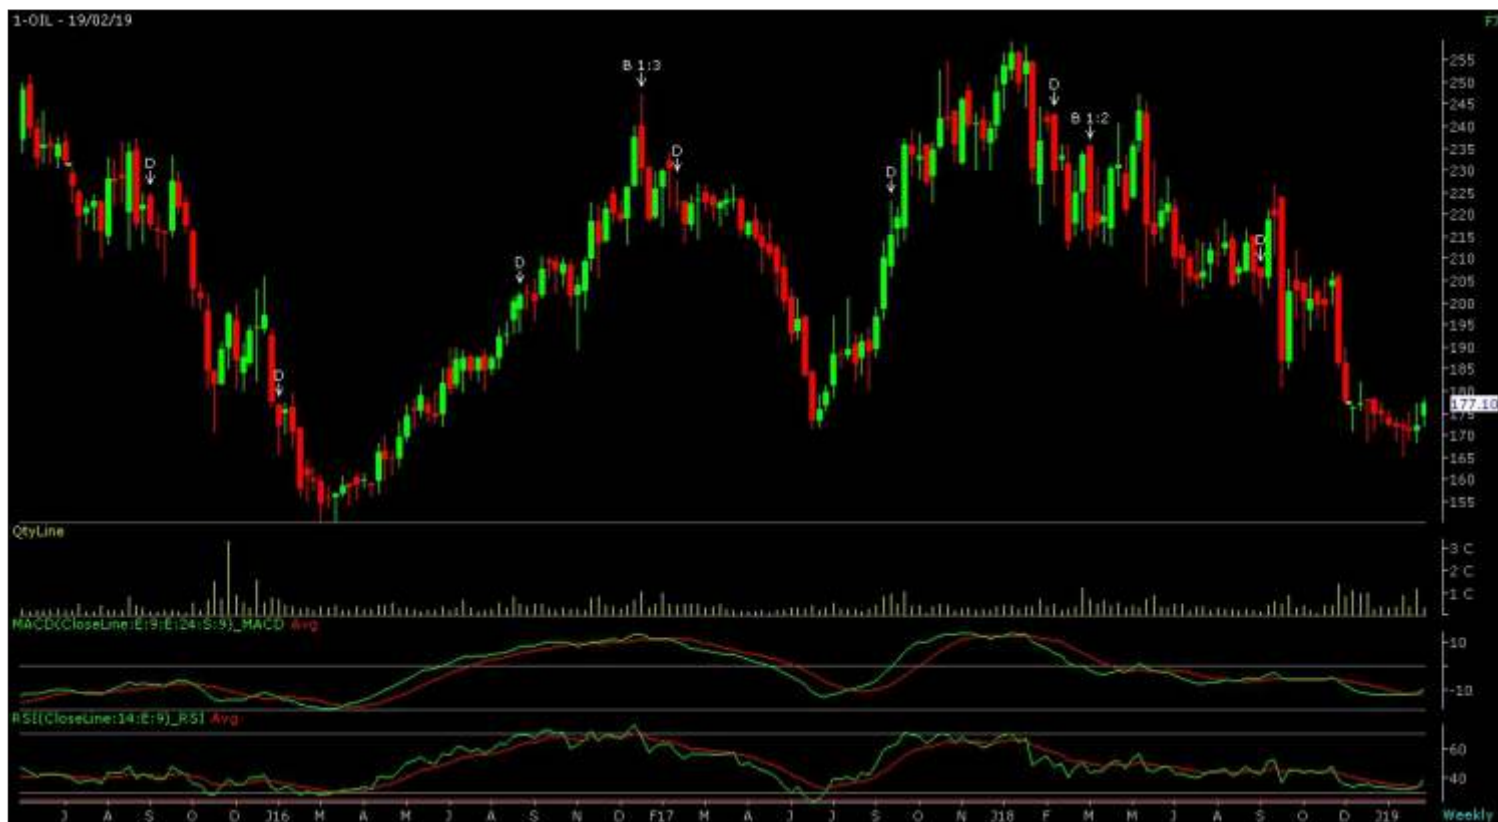 1-OIL - 19/02/19
F7
B 1:3
D
D
D
B 1:2
D
D
D
D
255
250
245
240
235
230
225
220
215
210
205
200
195
190
185
180
177.10
175
170
165
160
155
QtyLine
3 C
2 C
1 C
MACD(CloseLine:E:9:E:24:S:9)_MACD Avg
10
-10
RSI(CloseLine:14:E:9)_RSI Avg
60
40
J A S O D J16 M A M J A S O N D F17 M A J J S O N J18 F M M J A S O D J19 Weekly